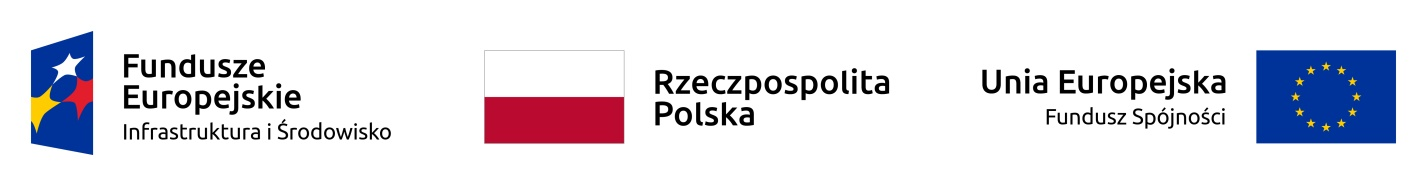 Fundusze
Europejskie
Infrastruktura i Środowisko
Rzeczpospolita
Polska
Unia Europejska
Fundusz Spójności